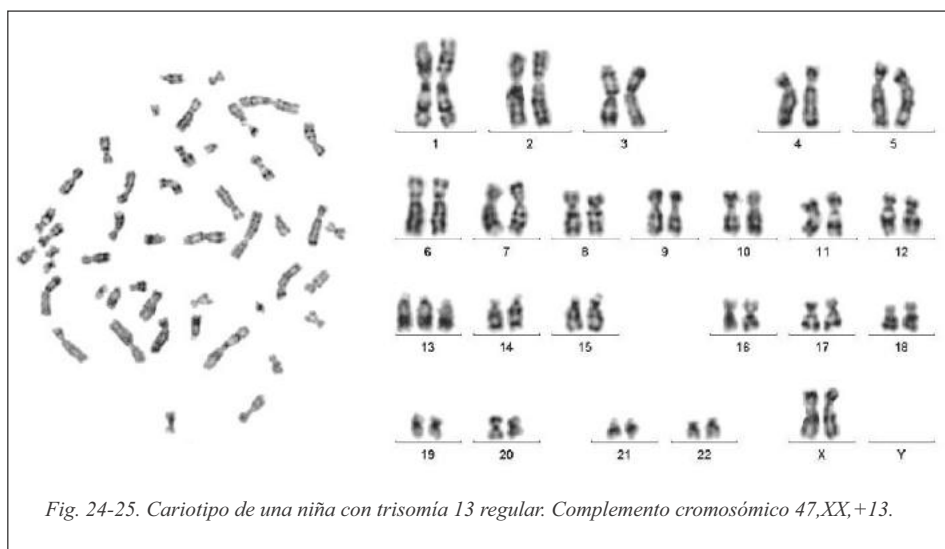 1 2 3 4 5
6 7 8 9 10 11 12
13 14 15 16 17 18
19 20 21 22 X Y
Fig. 24-25. Cariotipo de una niña con trisomía 13 regular. Complemento cromosómico 47,XX,+13.